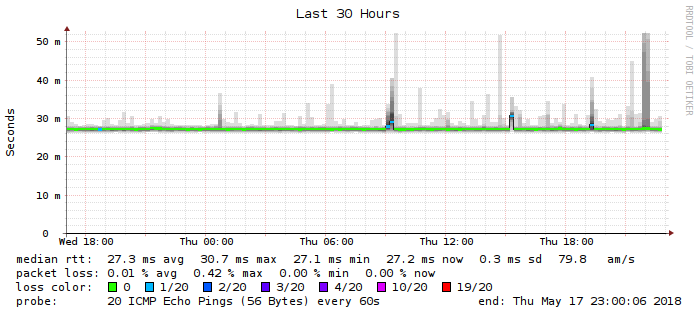 Last 30 Hours
RRDTOOL / TOBI OETIKER
Seconds
50 m
40 m
30 m
20 m
10 m
0
Wed 18:00 Thu 00:00 Thu 06:00 Thu 12:00 Thu 18:00
median rtt: 27.3 ms avg 30.7 ms max 27.1 ms min 27.2 ms now 0.3 ms sd 79.8 am/s
packet loss: 0.01 % avg 0.42 % max 0.00 % min 0.00 % now
loss color: 0 1/20 2/20 3/20 4/20 10/20 19/20
probe: 20 ICMP Echo Pings (56 Bytes) every 60s end: Thu May 17 23:00:06 2018